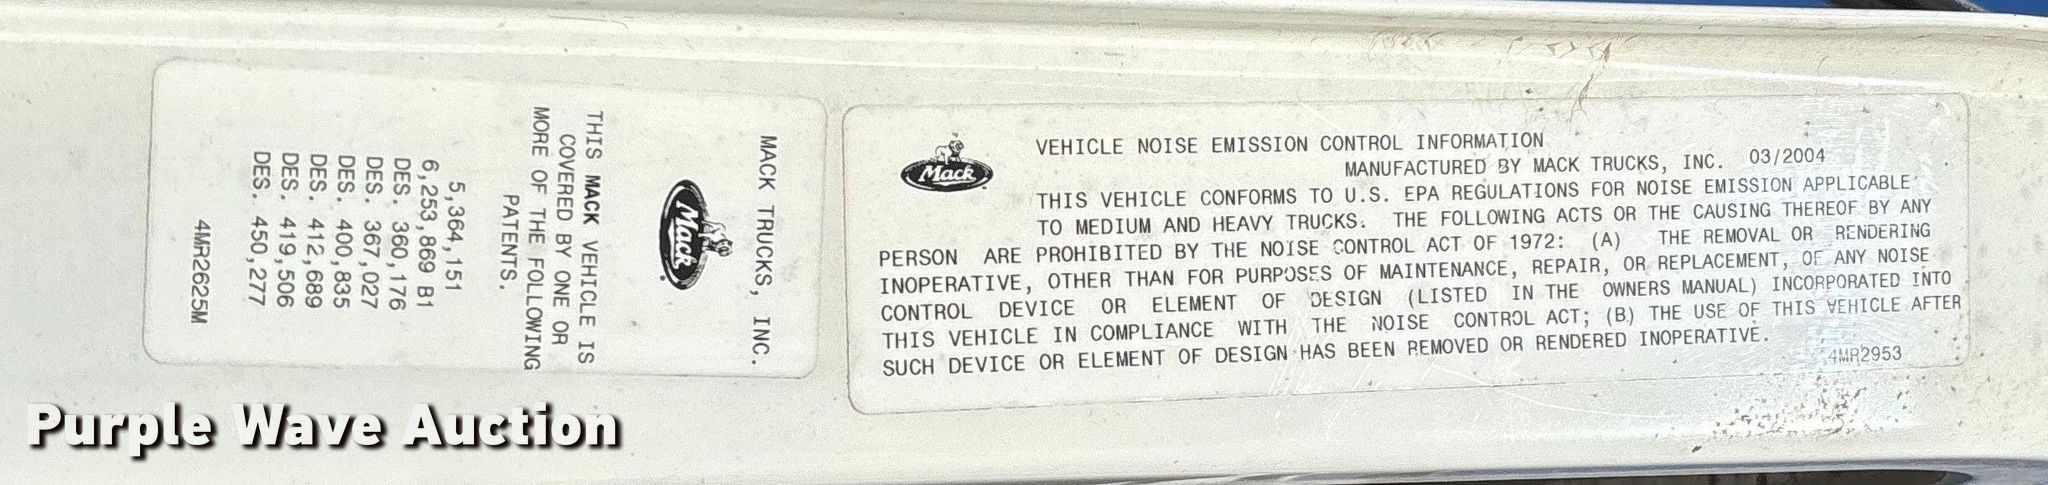 MACK TRUCKS, INC.
Mack
THIS MACK VEHICLE IS
COVERED BY ONE OR
MORE OF THE FOLLOWING
PATENTS.
5,364,151
6,253,869 B1
DES. 360,176
DES. 367,027
DES. 400,835
DES. 412,689
DES. 419,506
DES. 450,277
4MR2625M
Mack
VEHICLE NOISE EMISSION CONTROL INFORMATION
MANUFACTURED BY MACK TRUCKS, INC. 03/2004
THIS VEHICLE CONFORMS TO U.S. EPA REGULATIONS FOR NOISE EMISSION APPLICABLE
TO MEDIUM AND HEAVY TRUCKS. THE FOLLOWING ACTS OR THE CAUSING THEREOF BY ANY
PERSON ARE PROHIBITED BY THE NOISE CONTROL ACT OF 1972: (A) THE REMOVAL OR RENDERING
INOPERATIVE, OTHER THAN FOR PURPOSES OF MAINTENANCE, REPAIR, OR REPLACEMENT, OF ANY NOISE
CONTROL DEVICE OR ELEMENT OF DESIGN (LISTED IN THE OWNERS MANUAL) INCORPORATED INTO
THIS VEHICLE IN COMPLIANCE WITH THE NOISE CONTROL ACT; (B) THE USE OF THIS VEHICLE AFTER
SUCH DEVICE OR ELEMENT OF DESIGN HAS BEEN REMOVED OR RENDERED INOPERATIVE.
4MR2953
Purple Wave Auction